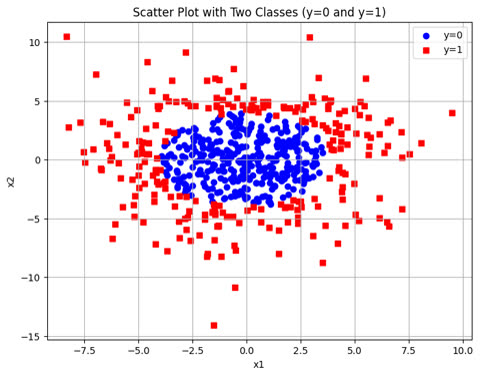 Scatter Plot with Two Classes (y=0 and y=1)
y=0
y=1
10
5
0
−5
−10
−15
x2
−7.5 −5.0 −2.5 0.0 2.5 5.0 7.5 10.0
x1